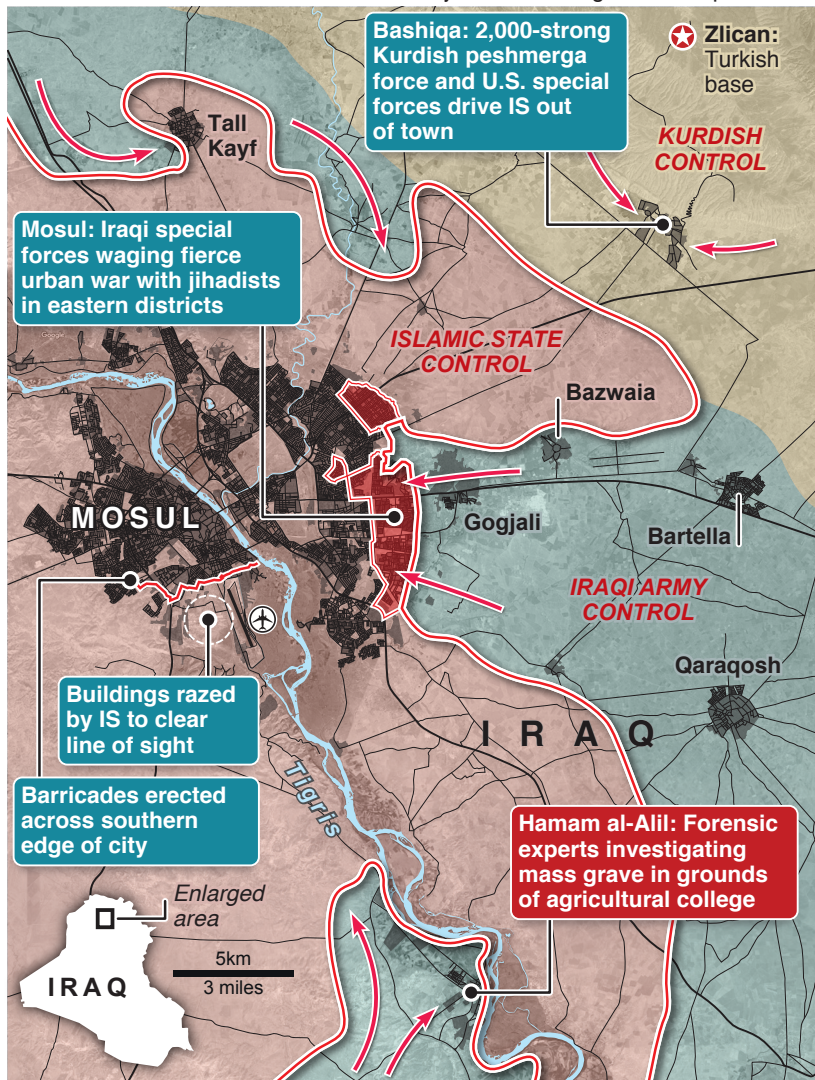 Bashiqa: 2,000-strong
Kurdish peshmerga
force and U.S. special
forces drive IS out
of town
Zlican:
Turkish
base
Tall
Kayf
KURDISH
CONTROL
Mosul: Iraqi special
forces waging fierce
urban war with jihadists
in eastern districts
ISLAMIC STATE
CONTROL
Google
Bazwaia
MOSUL
Gogjali
Bartella
IRAQI ARMY
CONTROL
Qaraqosh
Buildings razed
by IS to clear
line of sight
IRAQ
Tigris
Barricades erected
across southern
edge of city
Hamam al-Alil: Forensic
experts investigating
mass grave in grounds
of agricultural college
Enlarged
area
IRAQ
5km
3 miles